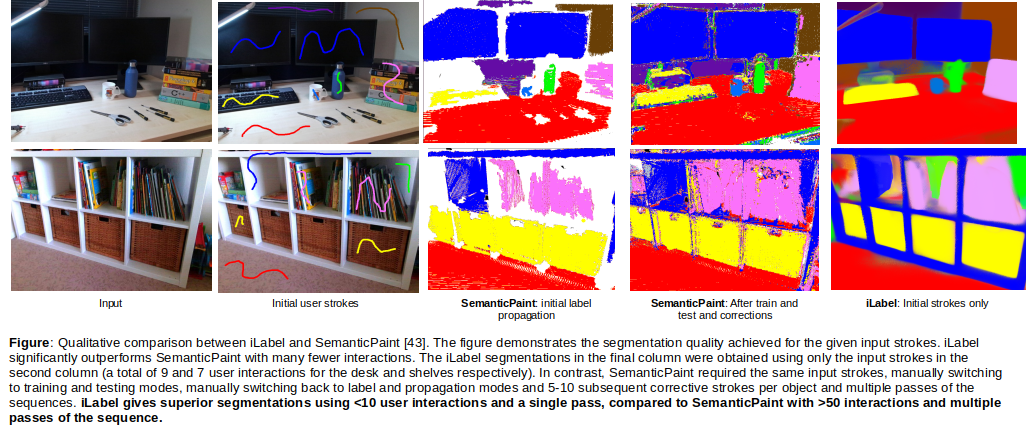 Input
Initial user strokes
SemanticPaint: initial label
propagation
SemanticPaint: After train and
test and corrections
iLabel: Initial strokes only
Figure: Qualitative comparison between iLabel and SemanticPaint [43]. The figure demonstrates the segmentation quality achieved for the given input strokes. iLabel
significantly outperforms SemanticPaint with many fewer interactions. The iLabel segmentations in the final column were obtained using only the input strokes in the
second column (a total of 9 and 7 user interactions for the desk and shelves respectively). In contrast, SemanticPaint required the same input strokes, manually switching
to training and testing modes, manually switching back to label and propagation modes and 5-10 subsequent corrective strokes per object and multiple passes of the
sequences. iLabel gives superior segmentations using <10 user interactions and a single pass, compared to SemanticPaint with >50 interactions and multiple
passes of the sequence.